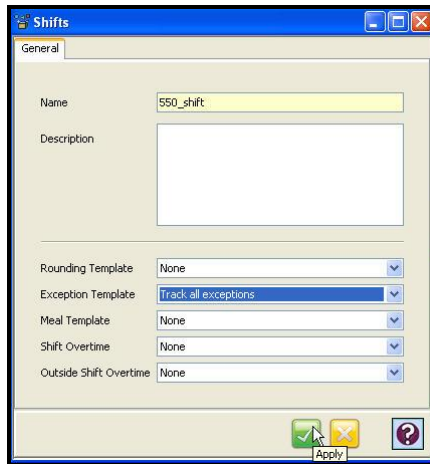 Shifts
General
Name 550_shift
Description
Rounding Template None
Exception Template Track all exceptions
Meal Template None
Shift Overtime None
Outside Shift Overtime None
?
Apply